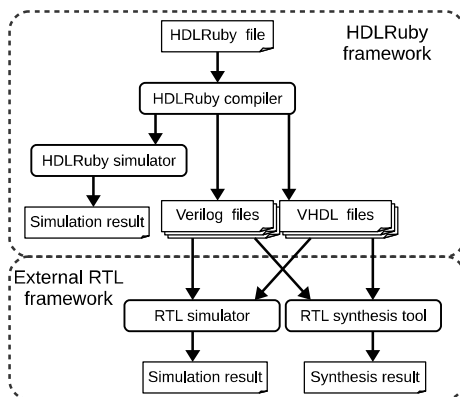 HDLRuby file
HDLRuby
framework
HDLRuby compiler
HDLRuby simulator
Simulation result
Verilog files
VHDL files
External RTL
framework
RTL simulator
RTL synthesis tool
Simulation result
Synthesis result